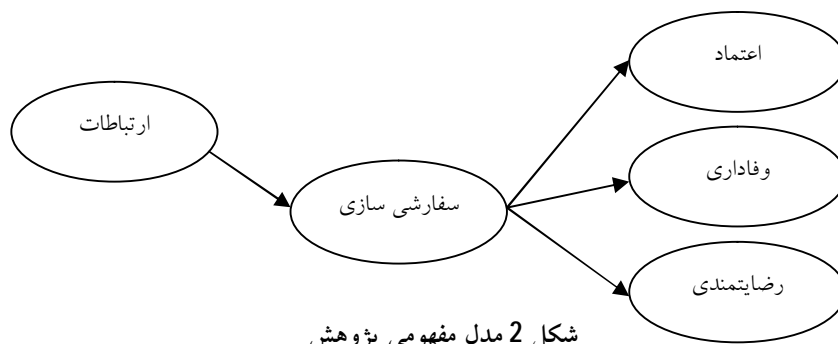 اعتماد
ارتباطات
وفاداری
سفارشی سازی
رضایتمندی
شکل 2 مدل مفهومی پژوهش